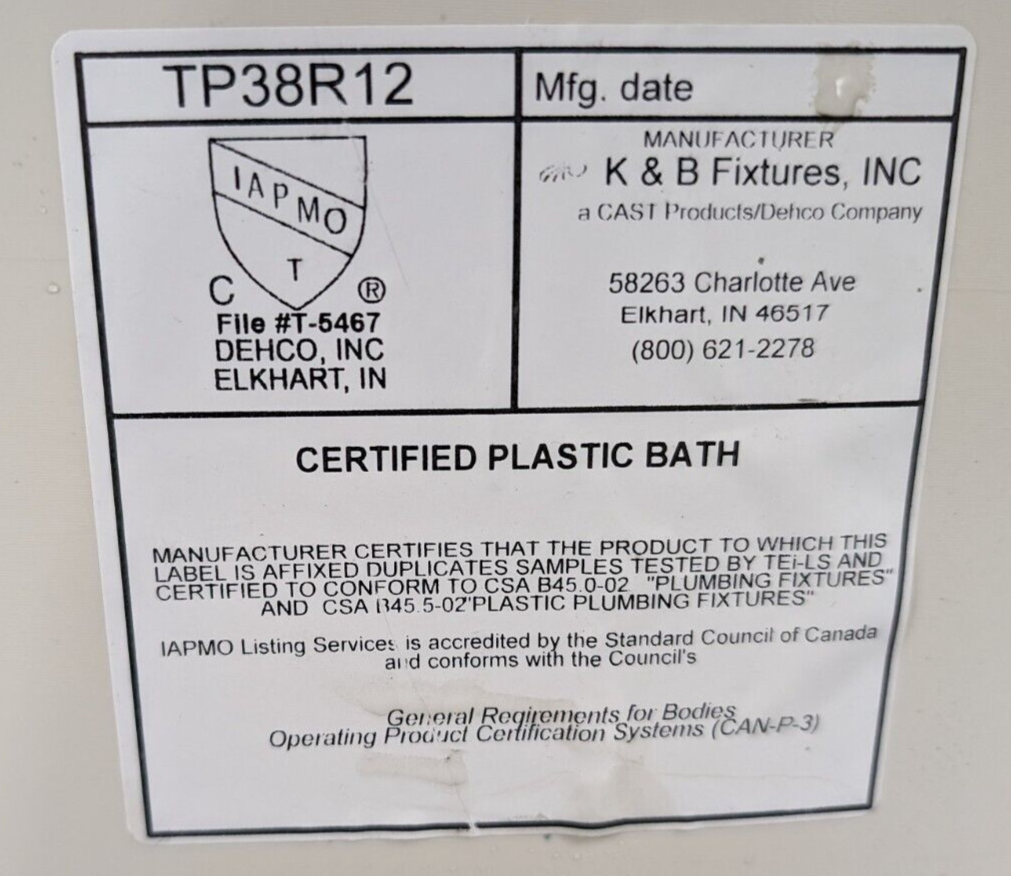 TP38R12
Mfg. date
IAPMO
T
C ®
File #T-5467
DEHCO, INC
ELKHART, IN
MANUFACTURER
K & B Fixtures, INC
a CAST Products/Dehco Company
58263 Charlotte Ave
Elkhart, IN 46517
(800) 621-2278
CERTIFIED PLASTIC BATH
MANUFACTURER CERTIFIES THAT THE PRODUCT TO WHICH THIS
LABEL IS AFFIXED DUPLICATES SAMPLES TESTED BY TEi-LS AND
CERTIFIED TO CONFORM TO CSA B45.0-02 "PLUMBING FIXTURES"
AND CSA B45.5-02"PLASTIC PLUMBING FIXTURES"
IAPMO Listing Services is accredited by the Standard Council of Canada
and conforms with the Council's
General Reqirements for Bodies
Operating Product Certification Systems (CAN-P-3)